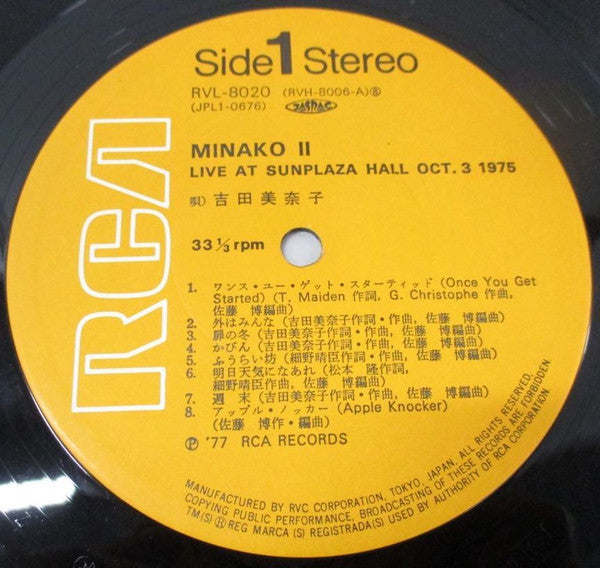 Side 1 Stereo
RVL-8020 (RVH-8006-A)Ⓢ
(JPL1-0676) JASRAC
MINAKO II
LIVE AT SUNPLAZA HALL OCT. 3 1975
唄) 吉田美奈子
33 1/3 rpm
RCA
1. ワンス・ユー・ゲット・スターティッド (Once You Get
Started) (T. Maiden 作詞, G. Christophe 作曲,
佐藤 博編曲)
2. 外はみんな (吉田美奈子作詞・作曲, 佐藤 博編曲)
3. 扉の冬 (吉田美奈子作詞・作曲, 佐藤 博編曲)
4. かびん (吉田美奈子作詞・作曲, 佐藤 博編曲)
5. ふうらい坊 (細野晴臣作詞・作曲, 佐藤 博編曲)
6. 明日天気になあれ (松本 隆作詞,
細野晴臣作曲, 佐藤 博編曲)
7. 週 末 (吉田美奈子作詞・作曲, 佐藤 博編曲)
8. アップル・ノッカー (Apple Knocker)
(佐藤 博作・編曲)
Ⓟ '77 RCA RECORDS
MANUFACTURED BY RVC CORPORATION, TOKYO, JAPAN, ALL RIGHTS RESERVED.
COPYING PUBLIC PERFORMANCE, BROADCASTING OF THESE RECORDS ARE FORBIDDEN.
TM(S) ® REG MARCA (S) REGISTRADA(S) USED BY AUTHORITY OF RCA CORPORATION.